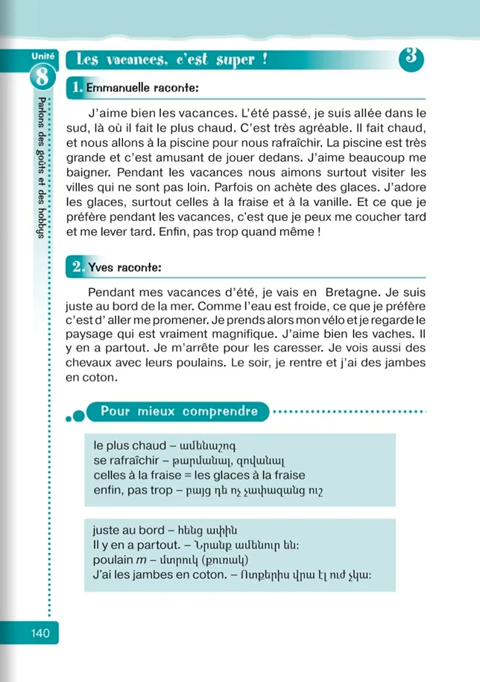 Unité
8
Parlons des goûts et des hobbys
Les vacances, c'est super !
3
1. Emmanuelle raconte:
J'aime bien les vacances. L'été passé, je suis allée dans le
sud, là où il fait le plus chaud. C'est très agréable. Il fait chaud,
et nous allons à la piscine pour nous rafraîchir. La piscine est très
grande et c'est amusant de jouer dedans. J'aime beaucoup me
baigner. Pendant les vacances nous aimons surtout visiter les
villes qui ne sont pas loin. Parfois on achète des glaces. J'adore
les glaces, surtout celles à la fraise et à la vanille. Et ce que je
préfère pendant les vacances, c'est que je peux me coucher tard
et me lever tard. Enfin, pas trop quand même !
2. Yves raconte:
Pendant mes vacances d'été, je vais en Bretagne. Je suis
juste au bord de la mer. Comme l'eau est froide, ce que je préfère
c'est d' aller me promener. Je prends alors mon vélo et je regarde le
paysage qui est vraiment magnifique. J'aime bien les vaches. Il
y en a partout. Je m'arrête pour les caresser. Je vois aussi des
chevaux avec leurs poulains. Le soir, je rentre et j'ai des jambes
en coton.
Pour mieux comprendre
le plus chaud – ամենաշոգ
se rafraîchir – թարմանալ, զովանալ
celles à la fraise = les glaces à la fraise
enfin, pas trop – բայց դե ոչ չափազանց ուշ
juste au bord – հենց ափին
Il y en a partout. – Նրանք ամենուր են:
poulain m – մտրուկ (քուռակ)
J'ai les jambes en coton. – Ոտքերիս վրա էլ ուժ չկա:
140